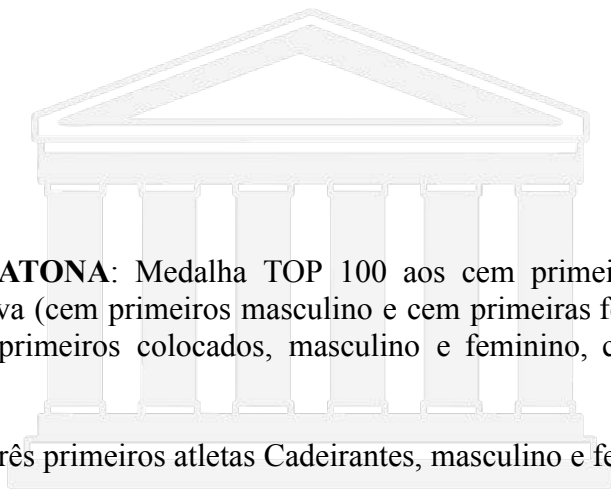 ATONA: Medalha TOP 100 aos cem primei
va (cem primeiros masculino e cem primeiras fe
primeiros colocados, masculino e feminino, c
rês primeiros atletas Cadeirantes, masculino e fe